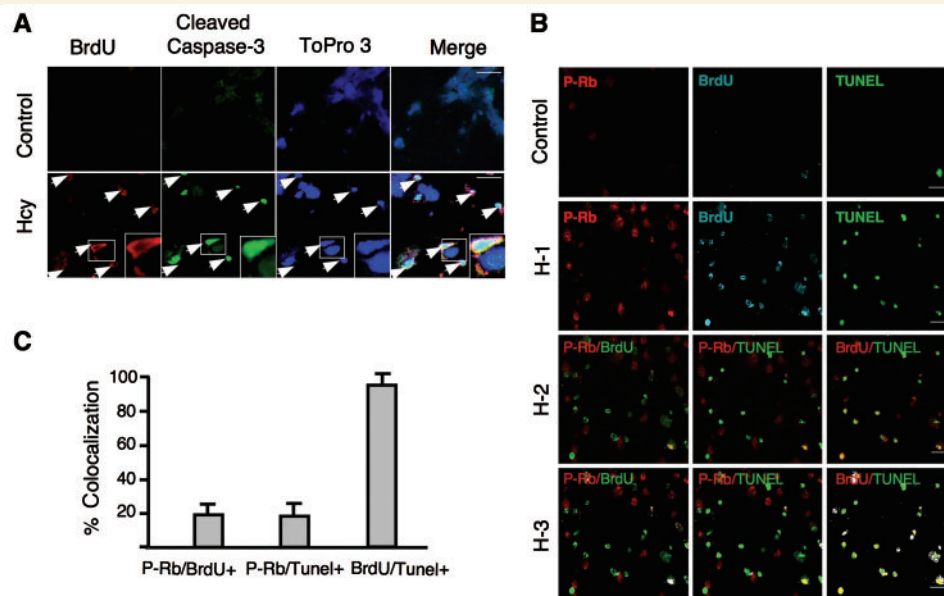 A
BrdU
Cleaved
Caspase-3
ToPro 3
Merge
Control
Hcy
B
P-Rb
BrdU
TUNEL
Control
P-Rb
BrdU
TUNEL
H-1
P-Rb/BrdU
P-Rb/TUNEL
BrdU/TUNEL
H-2
P-Rb/BrdU
P-Rb/TUNEL
BrdU/TUNEL
H-3
C
% Colocalization
100
80
60
40
20
P-Rb/BrdU+ P-Rb/Tunel+ BrdU/Tunel+